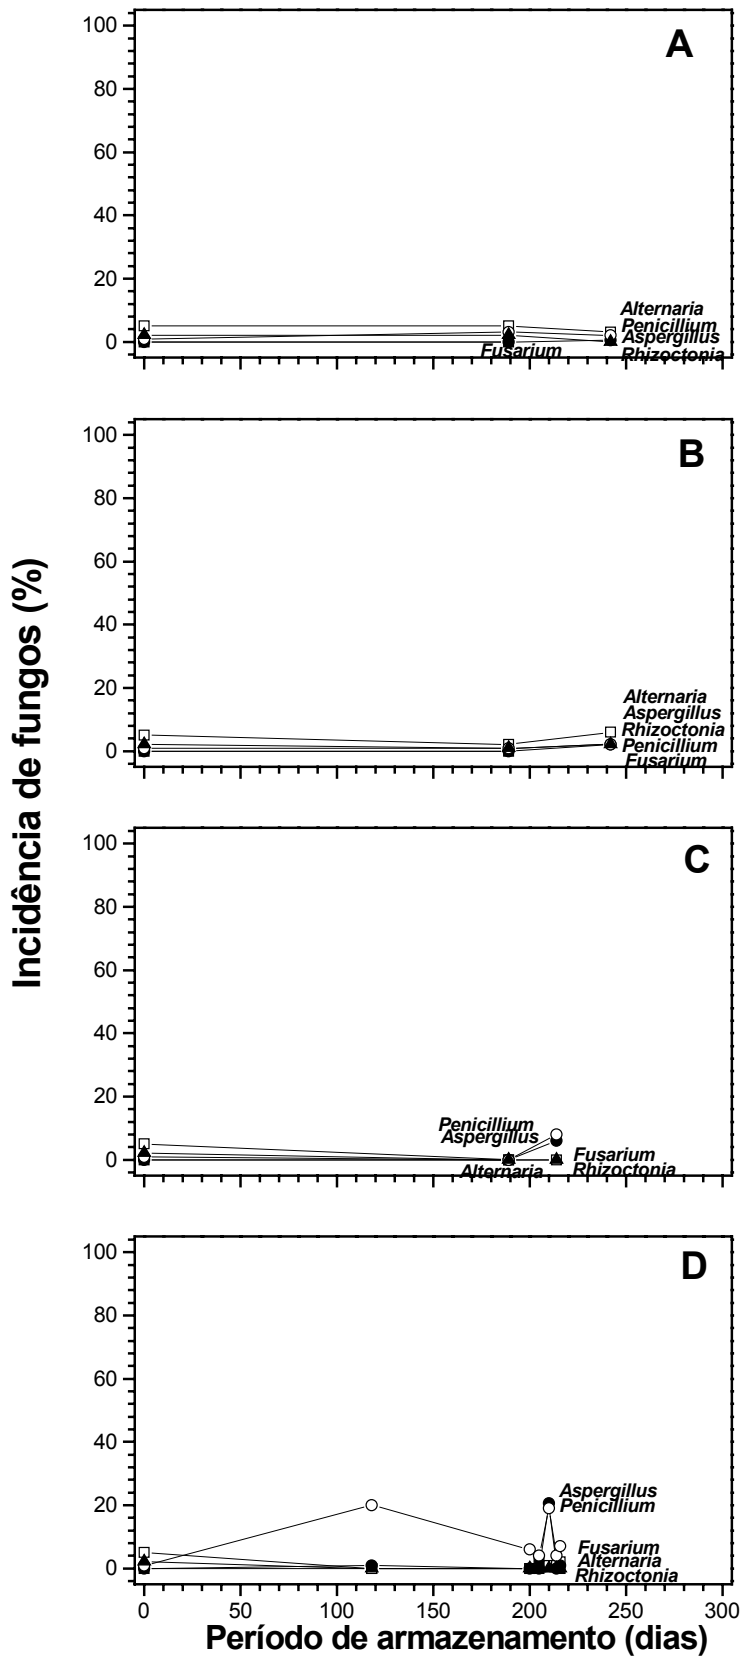 100
A
80
60
40
20
Alternaria
Penicillium
Aspergillus
0
Fusarium
Rhizoctonia
100
B
80
60
40
20
Alternaria
Aspergillus
Rhizoctonia
0
Penicillium
Fusarium
Incidência de fungos (%)
100
C
80
60
40
20
Penicillium
Aspergillus
0
Fusarium
Alternaria
Rhizoctonia
100
D
80
60
40
20
Aspergillus
Penicillium
Fusarium
0
Alternaria
Rhizoctonia
0 50 100 150 200 250 300
Período de armazenamento (dias)